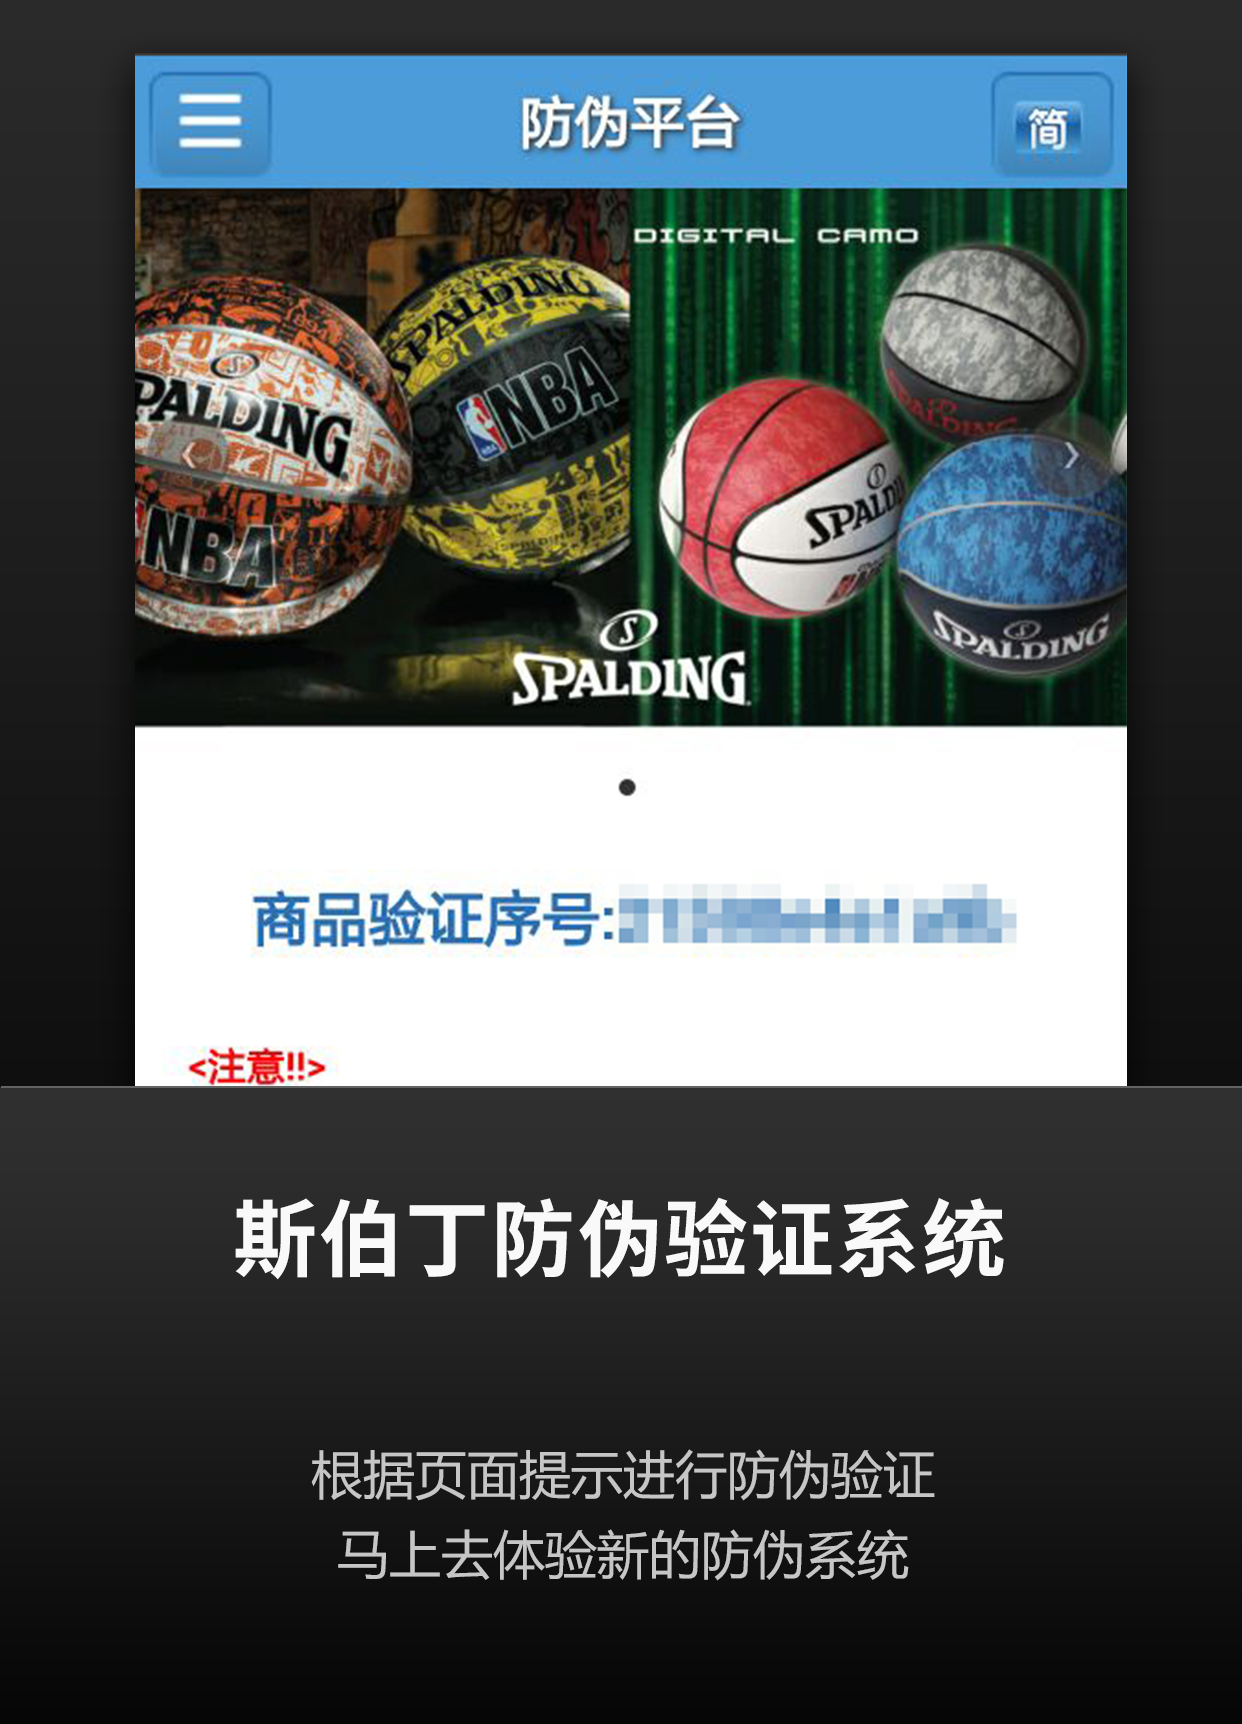 防伪平台
简
DIGITAL CAMO
SPALDING
NBA
SPALDING
NBA
SPALDING
SPALDING
SPALDING
SPALDING
商品验证序号:
<注意!!>
斯伯丁防伪验证系统
根据页面提示进行防伪验证
马上去体验新的防伪系统